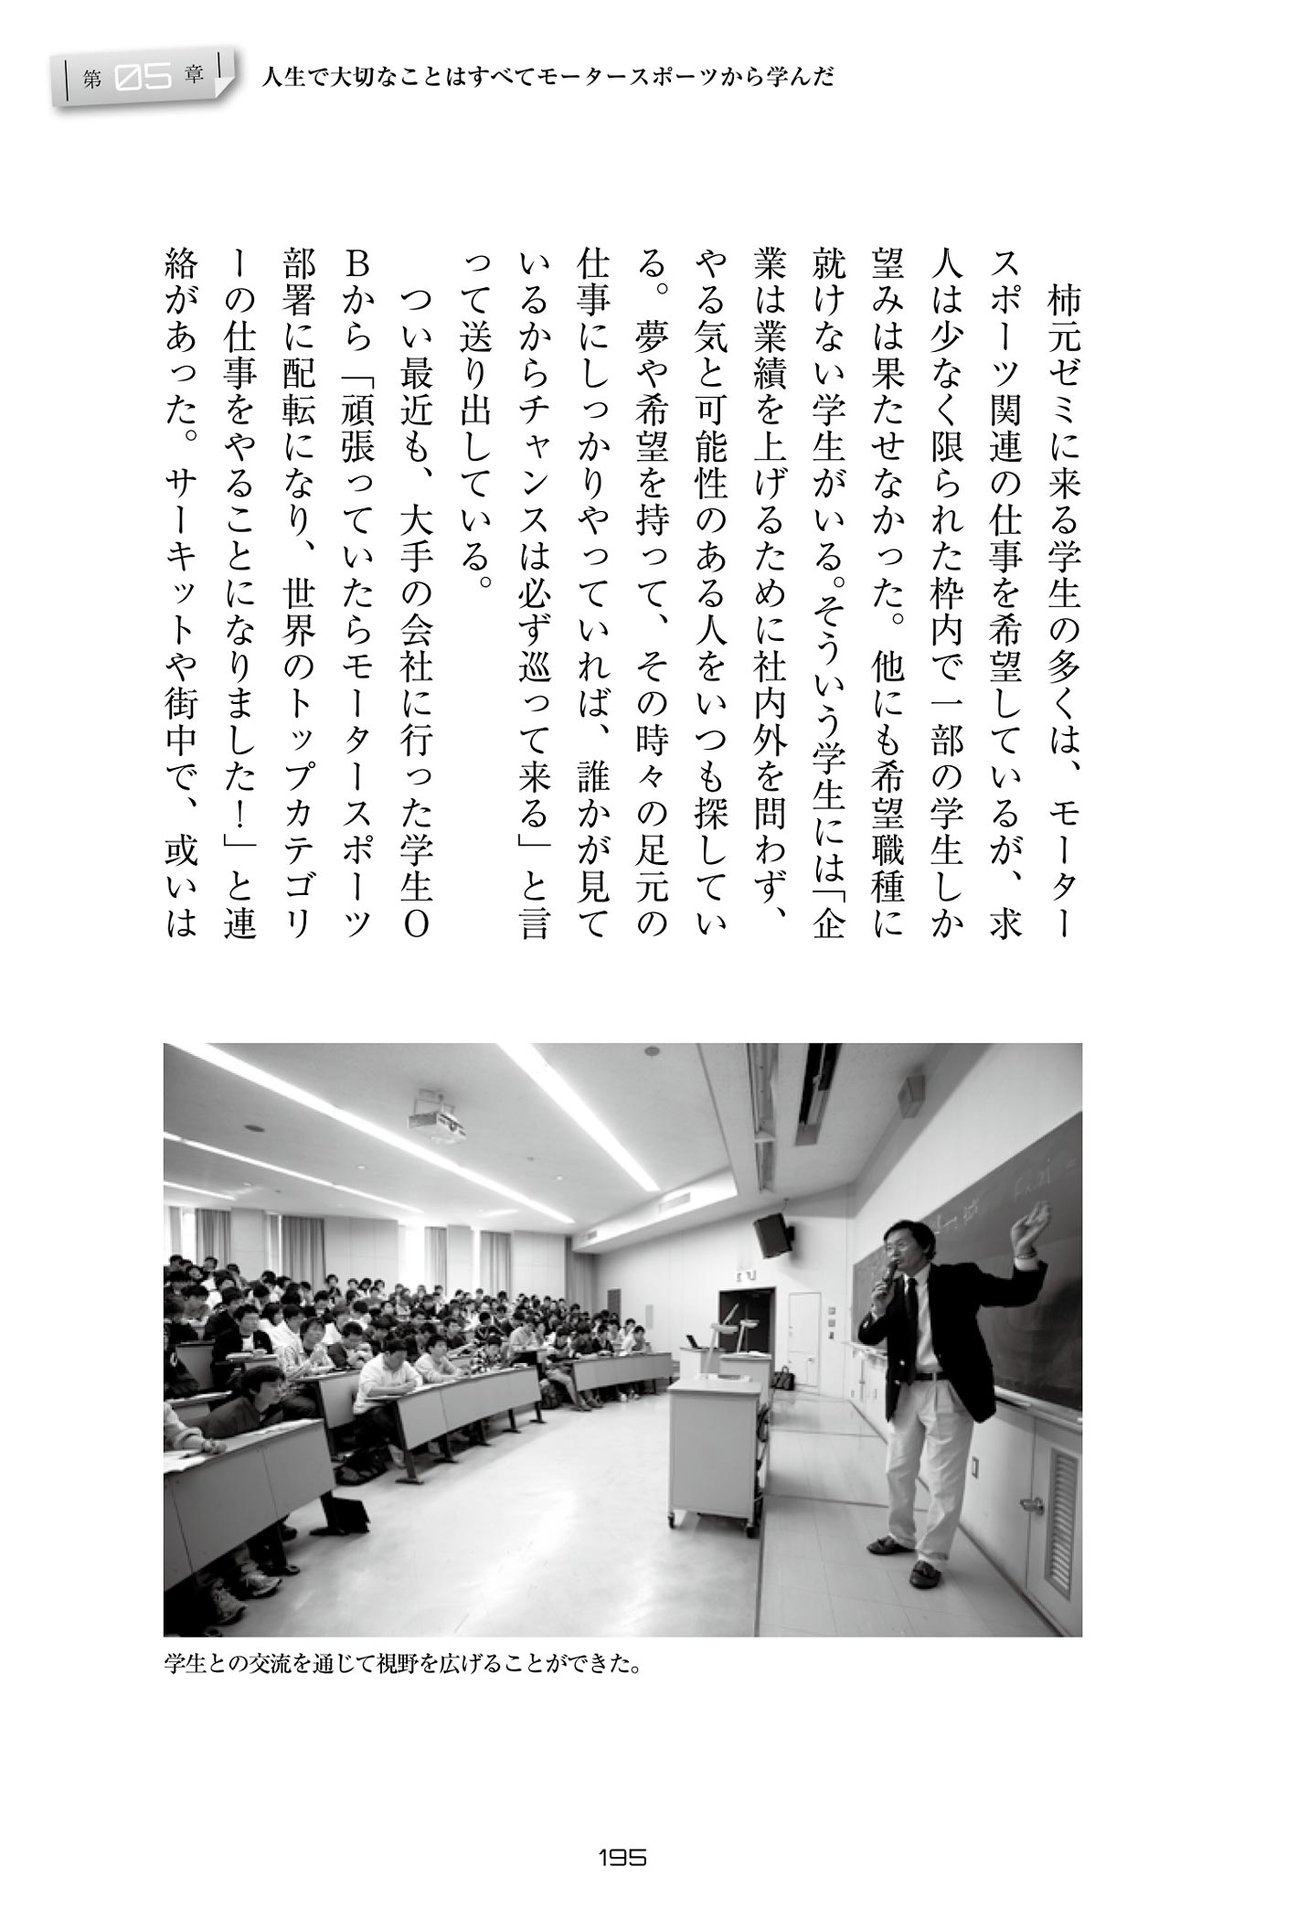 第05章 人生で大切なことはすべてモータースポーツから学んだ
柿元ゼミに来る学生の多くは、モーター
スポーツ関連の仕事を希望しているが、求
人は少なく限られた枠内で一部の学生しか
望みは果たせなかった。他にも希望職種に
就けない学生がいる。そういう学生には「企
業は業績を上げるために社内外を問わず、
やる気と可能性のある人をいつも探してい
る。夢や希望を持って、その時々の足元の
仕事にしっかりやっていれば、誰かが見て
いるからチャンスは必ず巡って来る」と言
って送り出している。
つい最近も、大手の会社に行った学生O
Bから「頑張っていたらモータースポーツ
部署に配転になり、世界のトップカテゴリ
ーの仕事をやることになりました！」と連
絡があった。サーキットや街中で、或いは
学生との交流を通じて視野を広げることができた。
195